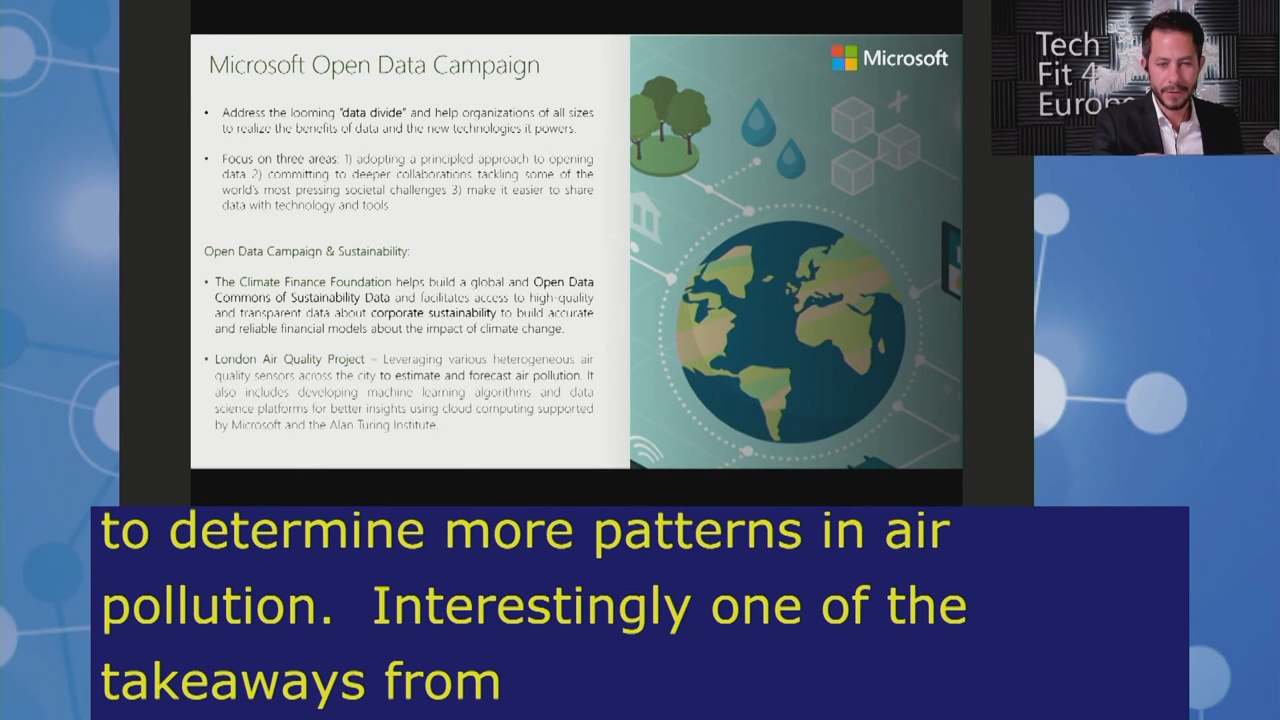 Microsoft Open Data Campaign
• Address the looming "data divide" and help organizations of all sizes
to realize the benefits of data and the new technologies it powers.
• Focus on three areas: 1) adopting a principled approach to opening
data 2) committing to deeper collaborations tackling some of the
world's most pressing societal challenges 3) make it easier to share
data with technology and tools
Open Data Campaign & Sustainability:
• The Climate Finance Foundation helps build a global and Open Data
Commons of Sustainability Data and facilitates access to high-quality
and transparent data about corporate sustainability to build accurate
and reliable financial models about the impact of climate change.
• London Air Quality Project – Leveraging various heterogeneous air
quality sensors across the city to estimate and forecast air pollution. It
also includes developing machine learning algorithms and data
science platforms for better insights using cloud computing supported
by Microsoft and the Alan Turing Institute.
Microsoft
Tech
Fit 4
Europe
to determine more patterns in air
pollution.  Interestingly one of the
takeaways from